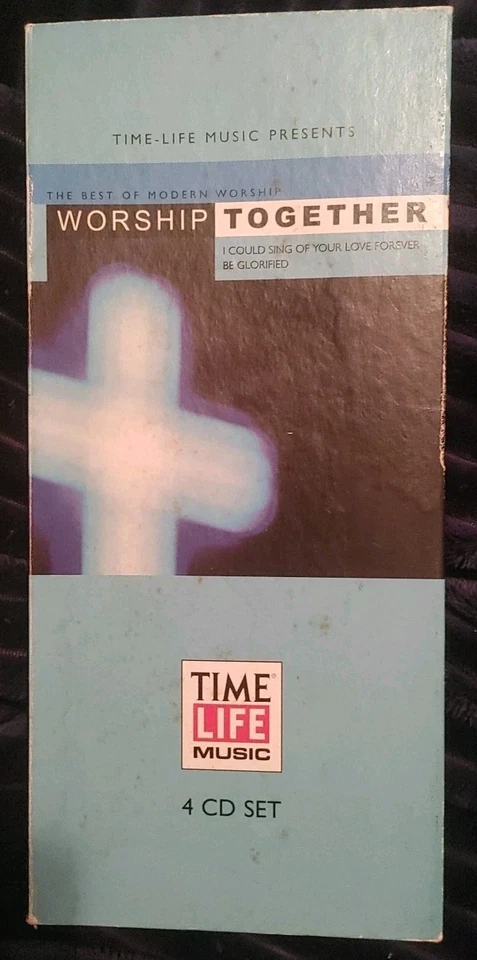 TIME-LIFE MUSIC PRESENTS
THE BEST OF MODERN WORSHIP
WORSHIP TOGETHER
I COULD SING OF YOUR LOVE FOREVER
BE GLORIFIED
TIME
LIFE
MUSIC
4 CD SET